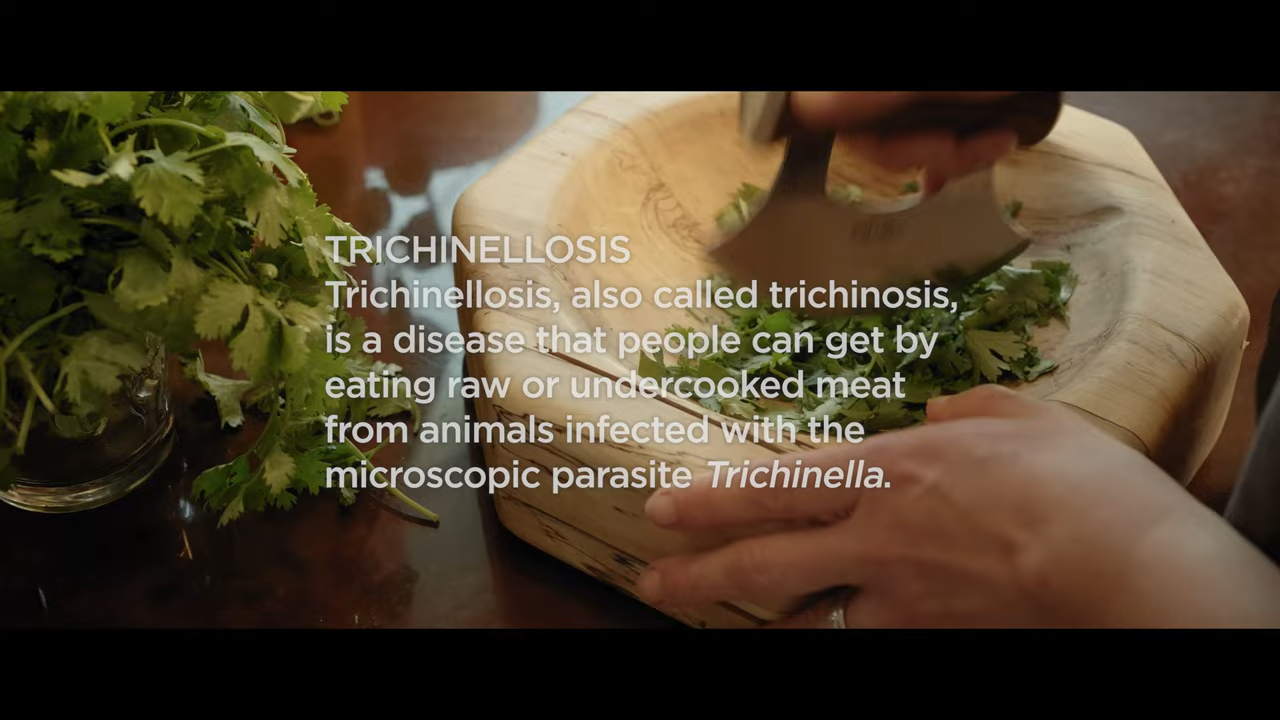 TRICHINELLOSIS
Trichinellosis, also called trichinosis,
is a disease that people can get by
eating raw or undercooked meat
from animals infected with the
microscopic parasite Trichinella.